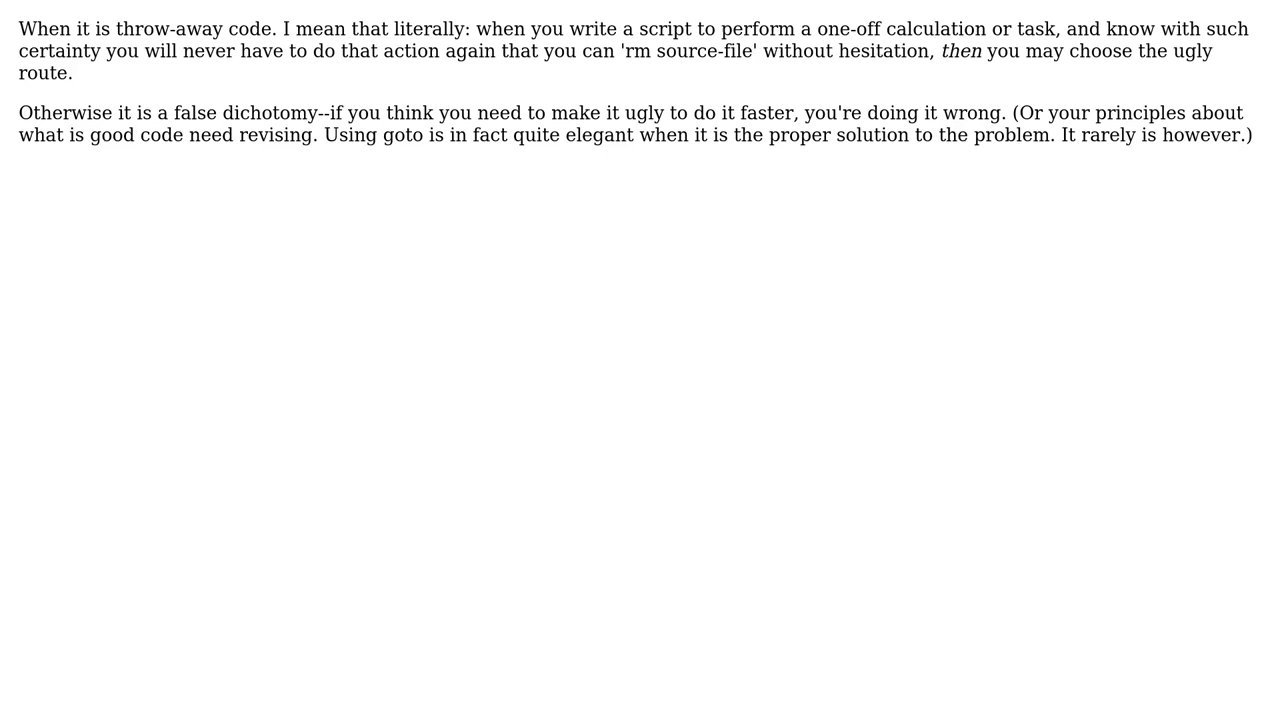 When it is throw-away code. I mean that literally: when you write a script to perform a one-off calculation or task, and know with such
certainty you will never have to do that action again that you can 'rm source-file' without hesitation, then you may choose the ugly
route.
Otherwise it is a false dichotomy--if you think you need to make it ugly to do it faster, you're doing it wrong. (Or your principles about
what is good code need revising. Using goto is in fact quite elegant when it is the proper solution to the problem. It rarely is however.)